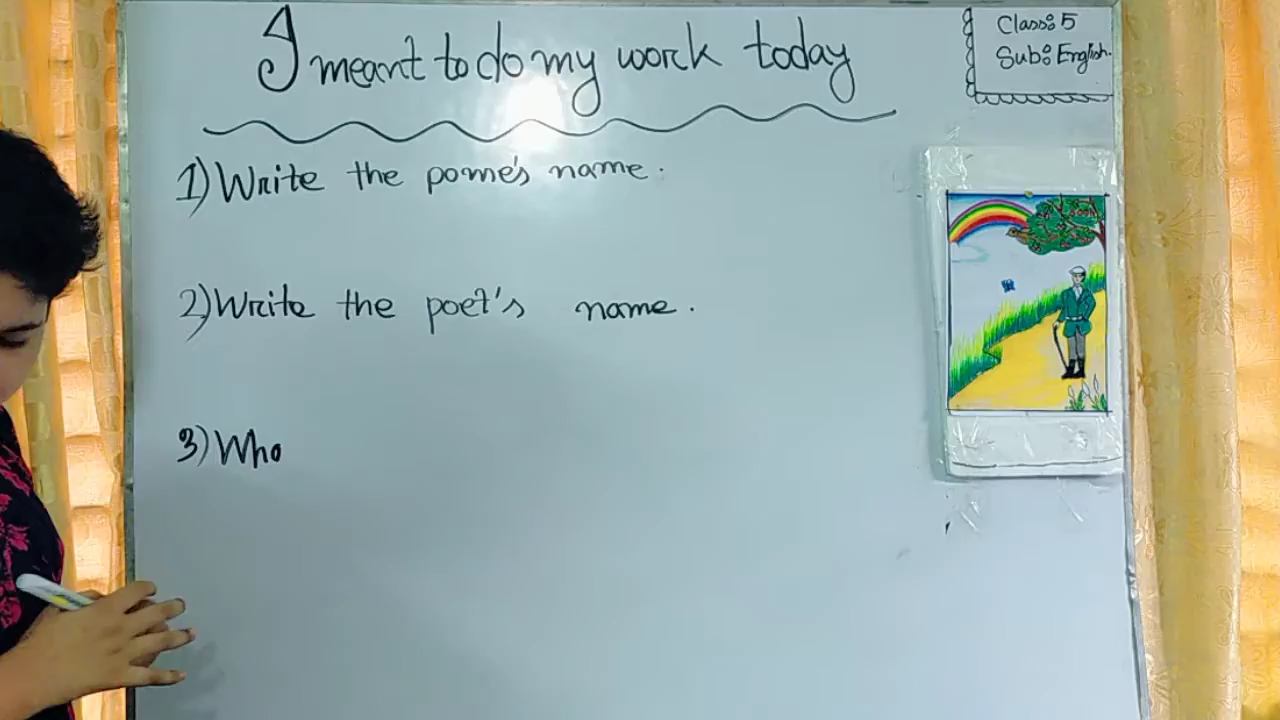 I meant to do my work today
Class: 5
Sub: English.
1) Write the pome's name.
2) Write the poet's name.
3) Who